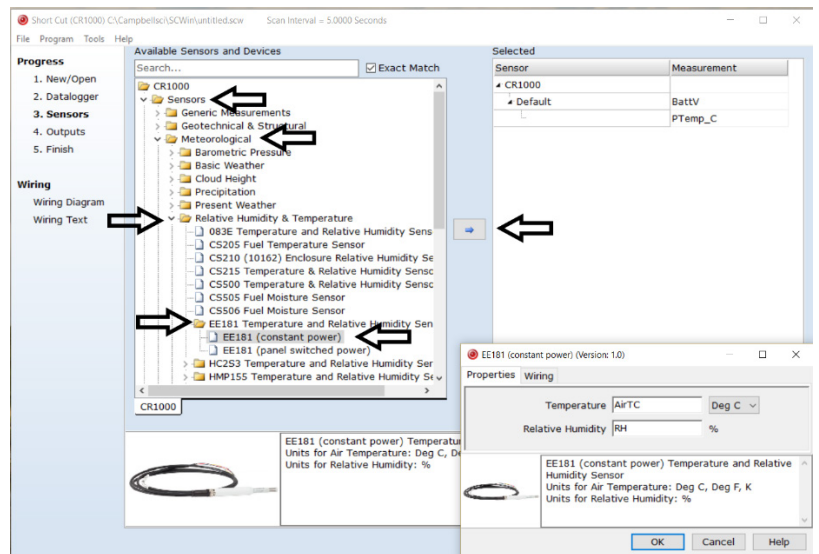 Short Cut (CR1000) C:\Campbellsci\SCWin\untitled.scw Scan Interval = 5.0000 Seconds
File Program Tools Help
Progress
1. New/Open
2. Datalogger
3. Sensors
4. Outputs
5. Finish
Wiring
Wiring Diagram
Wiring Text
Available Sensors and Devices
Search...
Exact Match
CR1000
Sensors
Generic Measurements
Geotechnical & Structural
Meteorological
Barometric Pressure
Basic Weather
Cloud Height
Precipitation
Present Weather
Relative Humidity & Temperature
083E Temperature and Relative Humidity Sens
CS205 Fuel Temperature Sensor
CS210 (10162) Enclosure Relative Humidity Se
CS215 Temperature & Relative Humidity Sensc
CS500 Temperature & Relative Humidity Sensc
CS505 Fuel Moisture Sensor
CS506 Fuel Moisture Sensor
EE181 Temperature and Relative Humidity Sen
EE181 (constant power)
EE181 (panel switched power)
HC2S3 Temperature and Relative Humidity Ser
HMP155 Temperature and Relative Humidity Se
CR1000
EE181 (constant power) Temperatu
Units for Air Temperature: Deg C, De
Units for Relative Humidity: %
Selected
Sensor Measurement
CR1000
Default BattV
PTemp_C
EE181 (constant power) (Version: 1.0)
Properties Wiring
Temperature AirTC Deg C
Relative Humidity RH %
EE181 (constant power) Temperature and Relative
Humidity Sensor
Units for Air Temperature: Deg C, Deg F, K
Units for Relative Humidity: %
OK Cancel Help